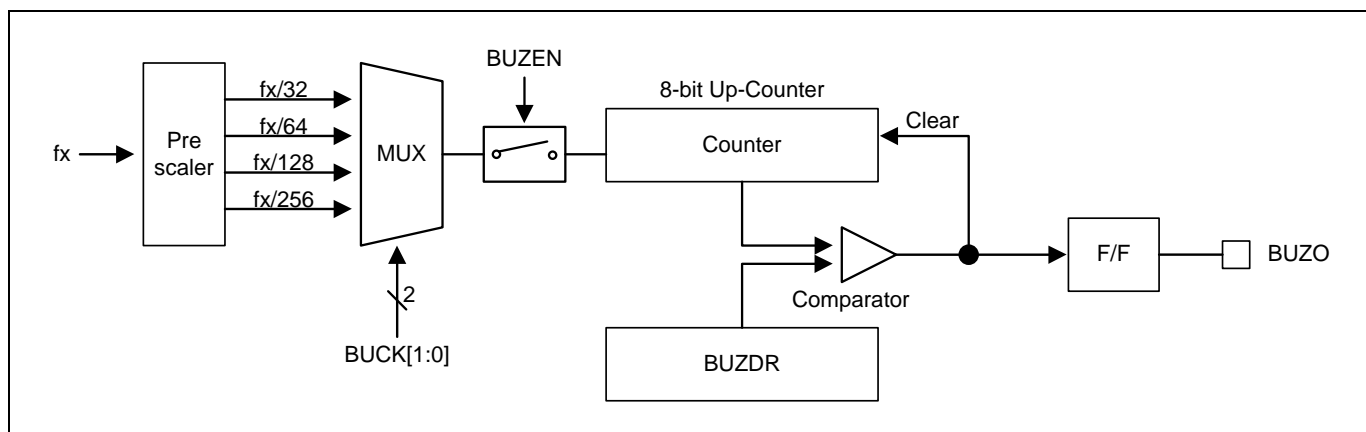 BUZEN
8-bit Up-Counter
fx/32
fx/64
fx/128
fx/256
fx
Pre
scaler
MUX
Counter
Clear
F/F
BUZO
Comparator
2
BUCK[1:0]
BUZDR